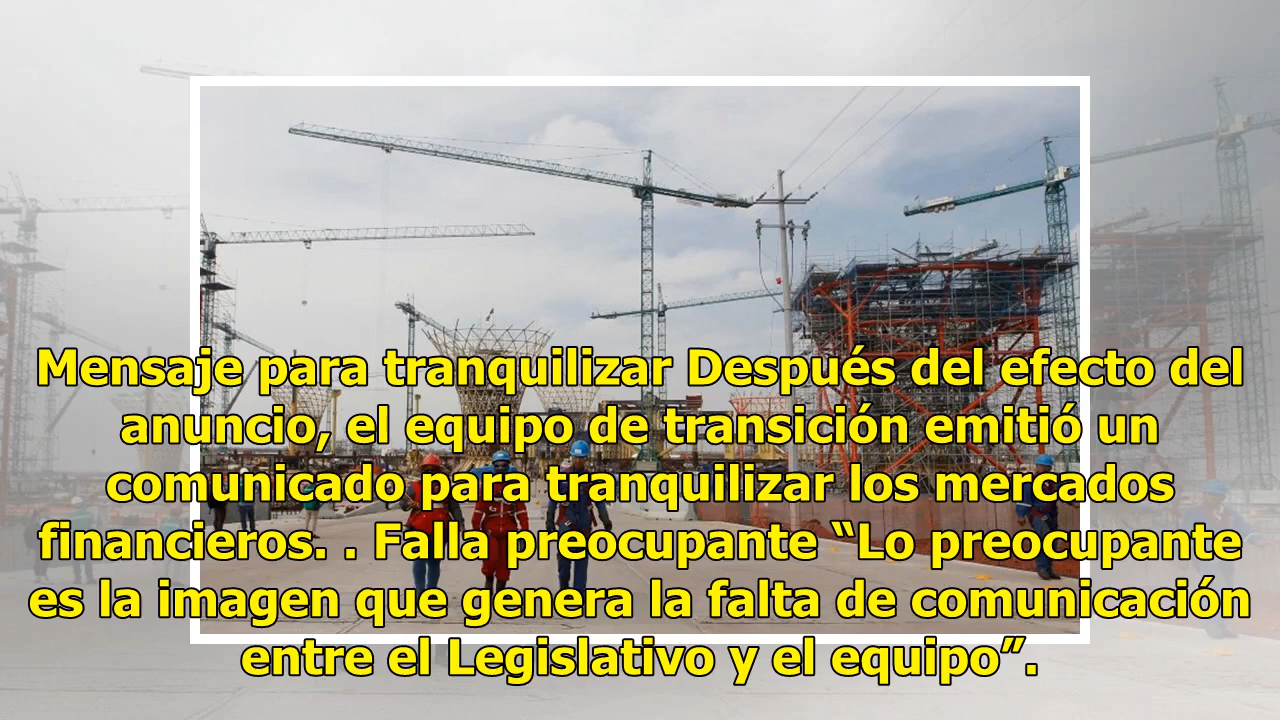 Mensaje para tranquilizar Después del efecto del
anuncio, el equipo de transición emitió un
comunicado para tranquilizar los mercados
financieros. . Falla preocupante “Lo preocupante
es la imagen que genera la falta de comunicación
entre el Legislativo y el equipo”.